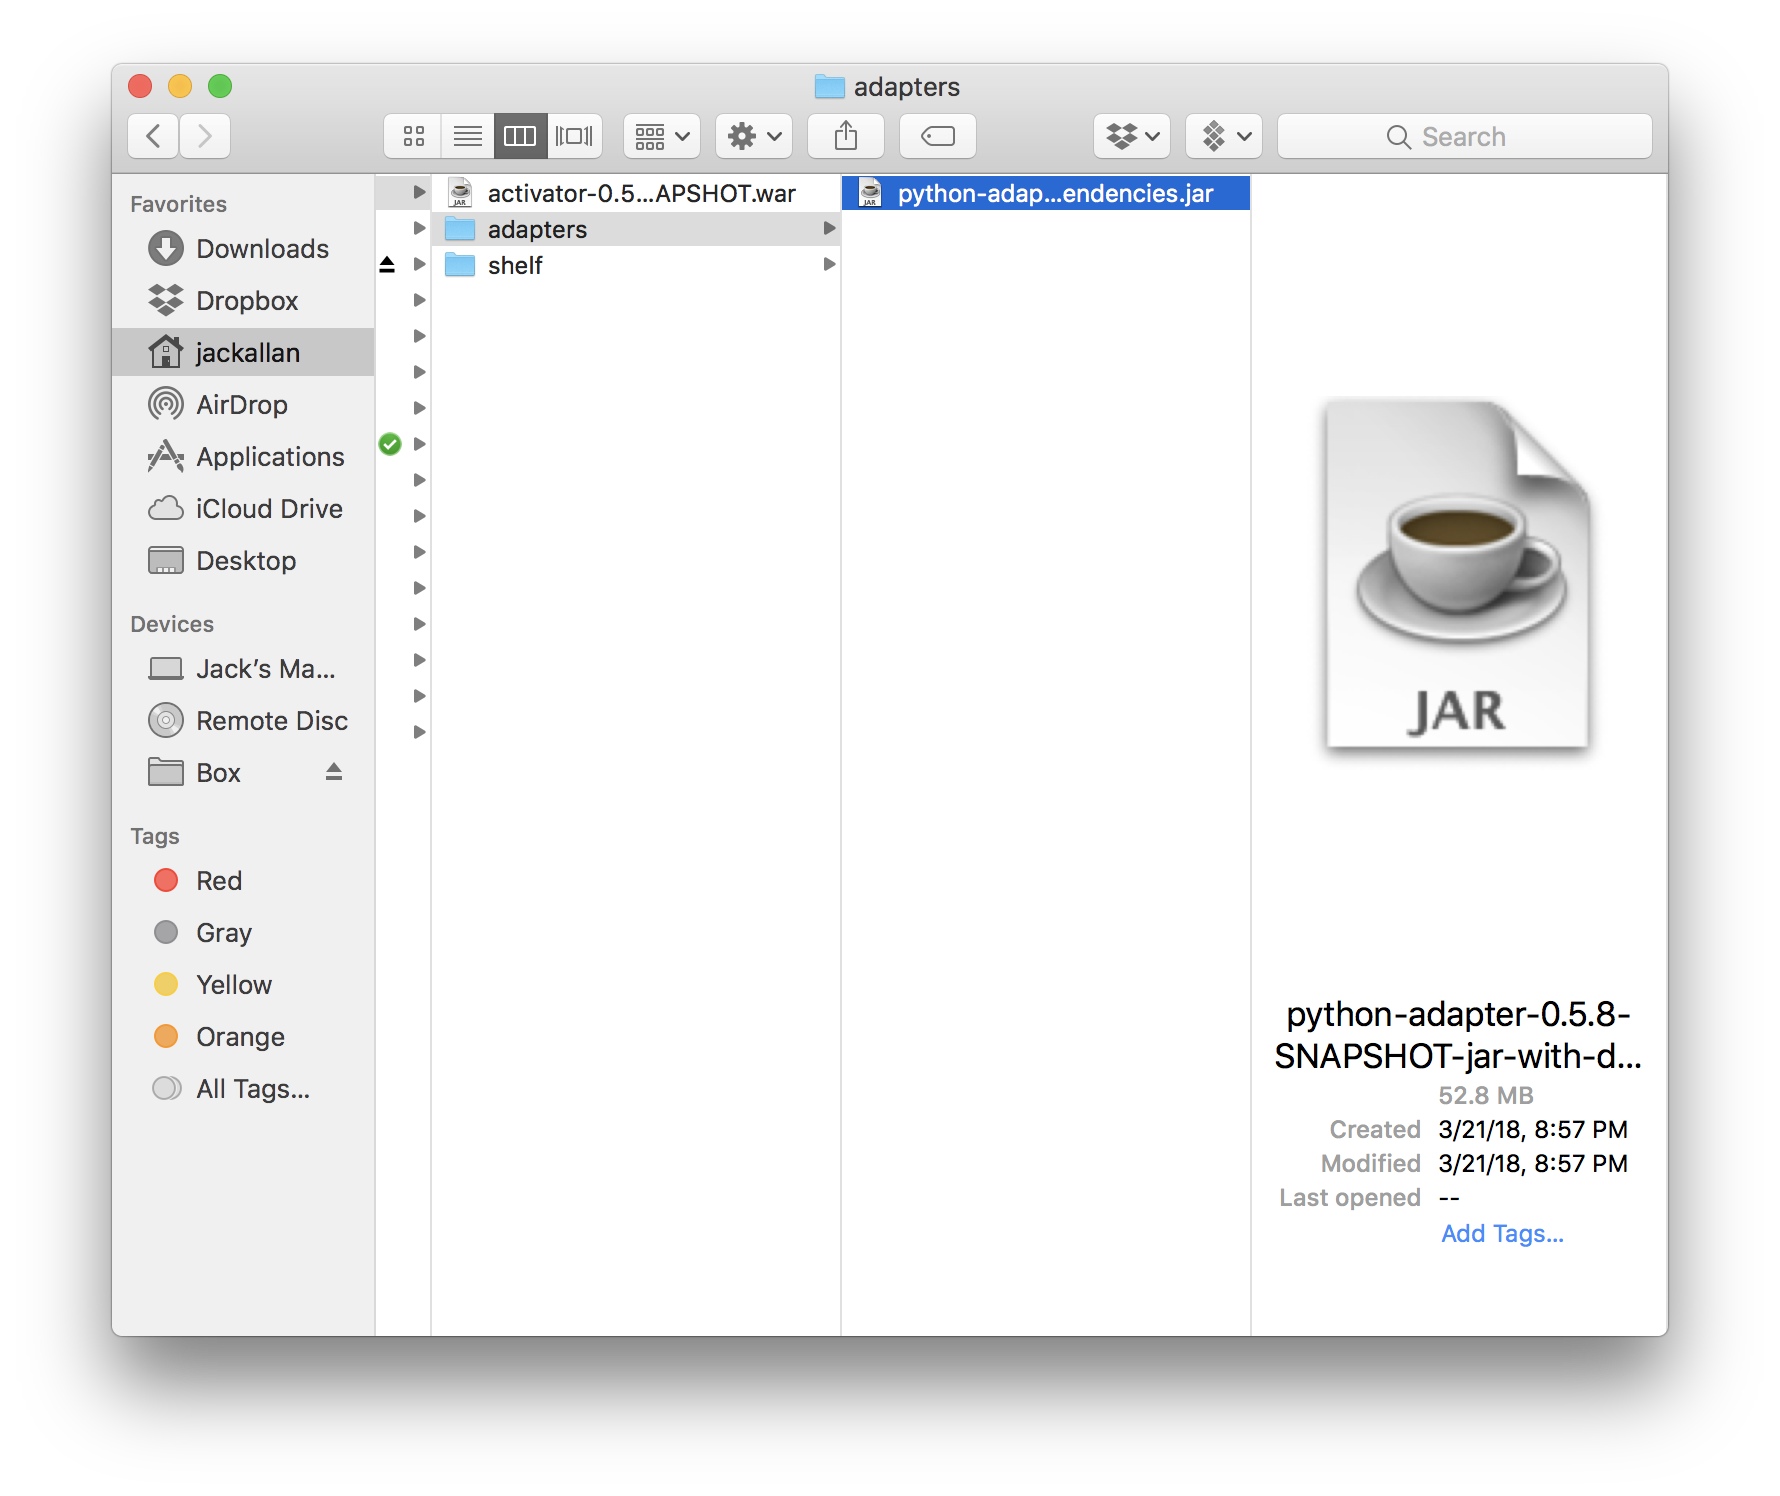 adapters
Search
Favorites
Downloads
Dropbox
jackallan
AirDrop
Applications
iCloud Drive
Desktop
Devices
Jack’s Ma...
Remote Disc
Box
Tags
Red
Gray
Yellow
Orange
All Tags...
activator-0.5...APSHOT.war
adapters
shelf
python-adap...endencies.jar
JAR
python-adapter-0.5.8-
SNAPSHOT-jar-with-d...
52.8 MB
Created 3/21/18, 8:57 PM
Modified 3/21/18, 8:57 PM
Last opened --
Add Tags...